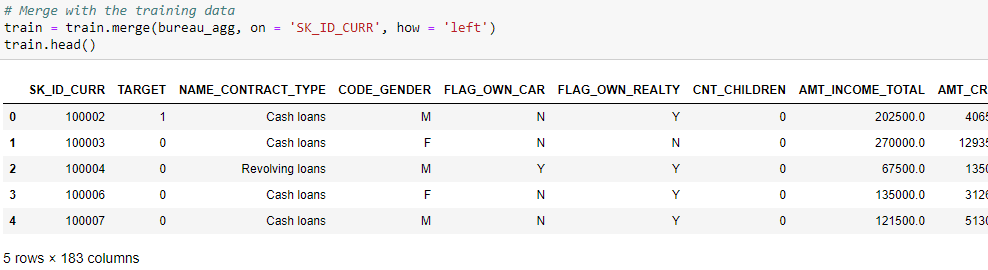 # Merge with the training data
train = train.merge(bureau_agg, on = 'SK_ID_CURR', how = 'left')
train.head()
SK_ID_CURR TARGET NAME_CONTRACT_TYPE CODE_GENDER FLAG_OWN_CAR FLAG_OWN_REALTY CNT_CHILDREN AMT_INCOME_TOTAL AMT_CR
0 100002 1 Cash loans M N Y 0 202500.0 4065
1 100003 0 Cash loans F N N 0 270000.0 12935
2 100004 0 Revolving loans M Y Y 0 67500.0 1350
3 100006 0 Cash loans F N Y 0 135000.0 3126
4 100007 0 Cash loans M N Y 0 121500.0 5130
5 rows × 183 columns